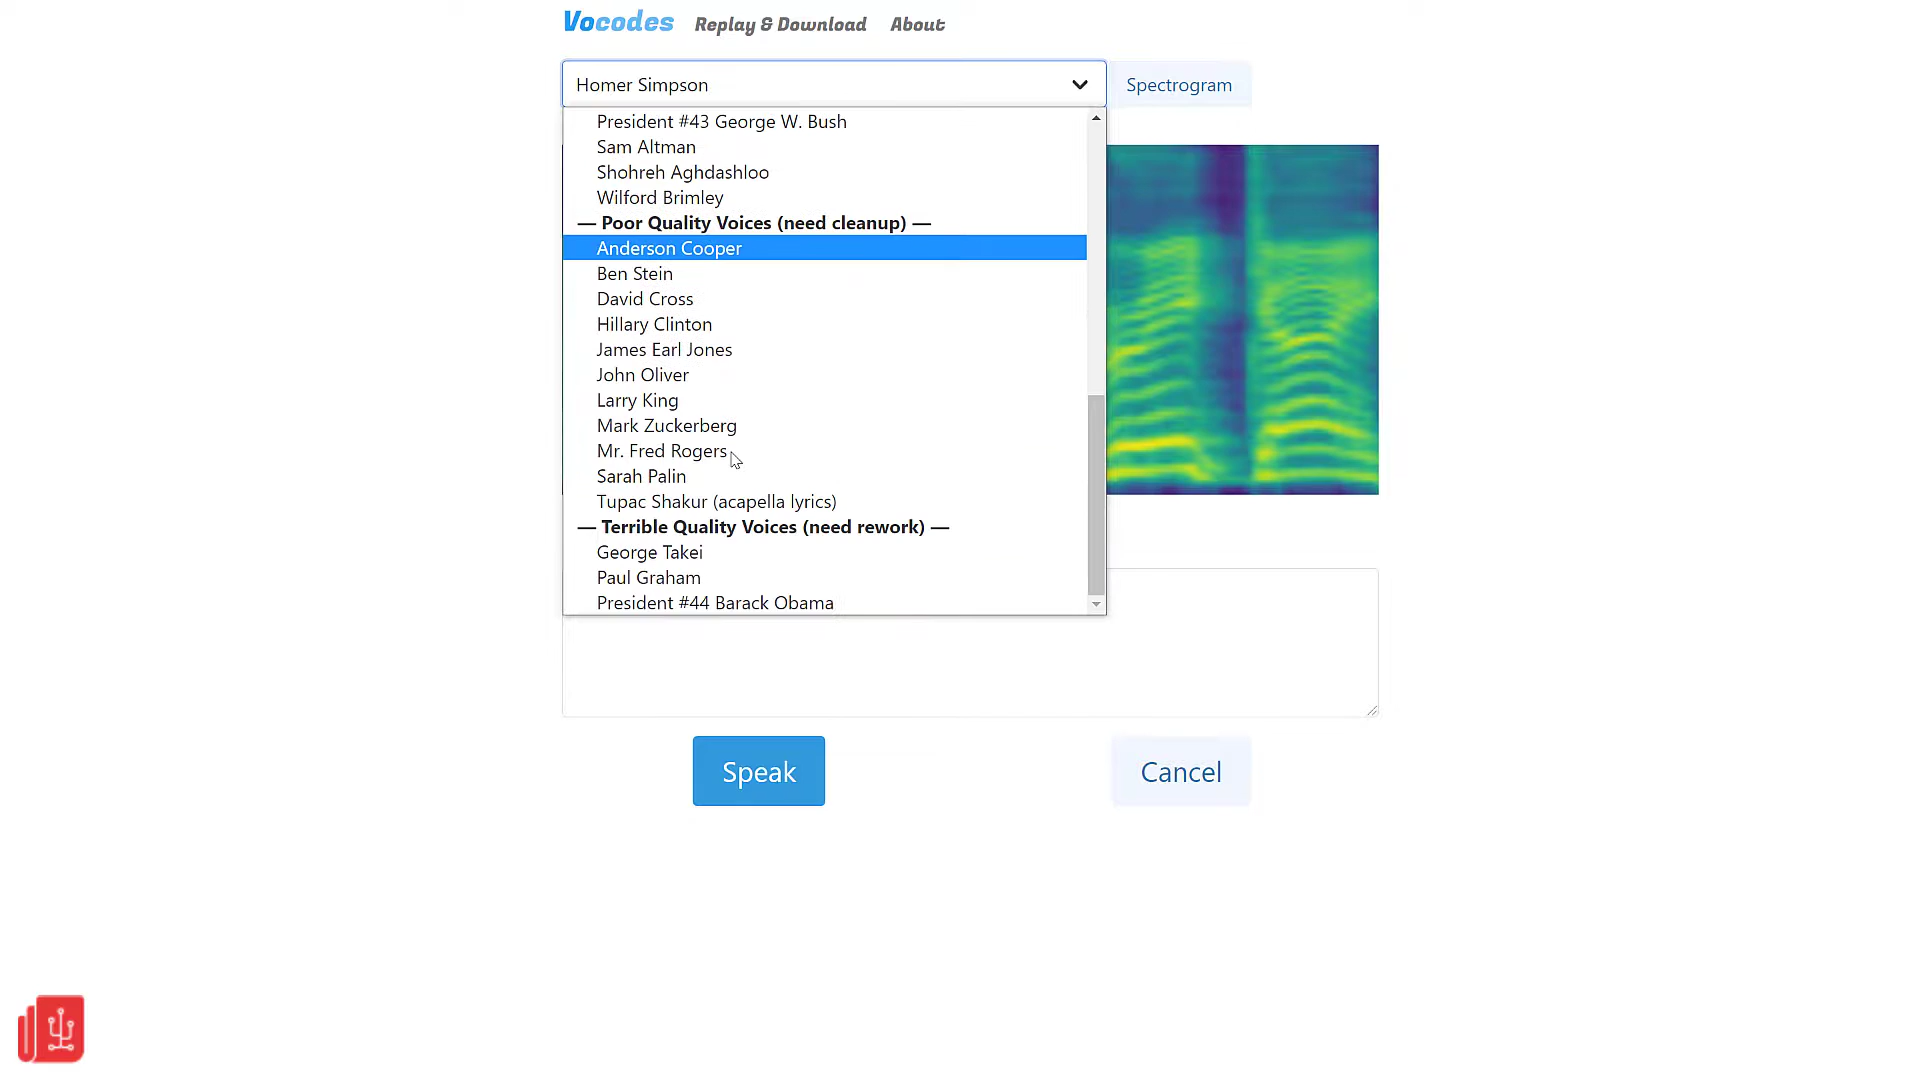 Vocodes Replay & Download About
Homer Simpson
Spectrogram
President #43 George W. Bush
Sam Altman
Shohreh Aghdashloo
Wilford Brimley
— Poor Quality Voices (need cleanup) —
Anderson Cooper
Ben Stein
David Cross
Hillary Clinton
James Earl Jones
John Oliver
Larry King
Mark Zuckerberg
Mr. Fred Rogers
Sarah Palin
Tupac Shakur (acapella lyrics)
— Terrible Quality Voices (need rework) —
George Takei
Paul Graham
President #44 Barack Obama
Speak
Cancel